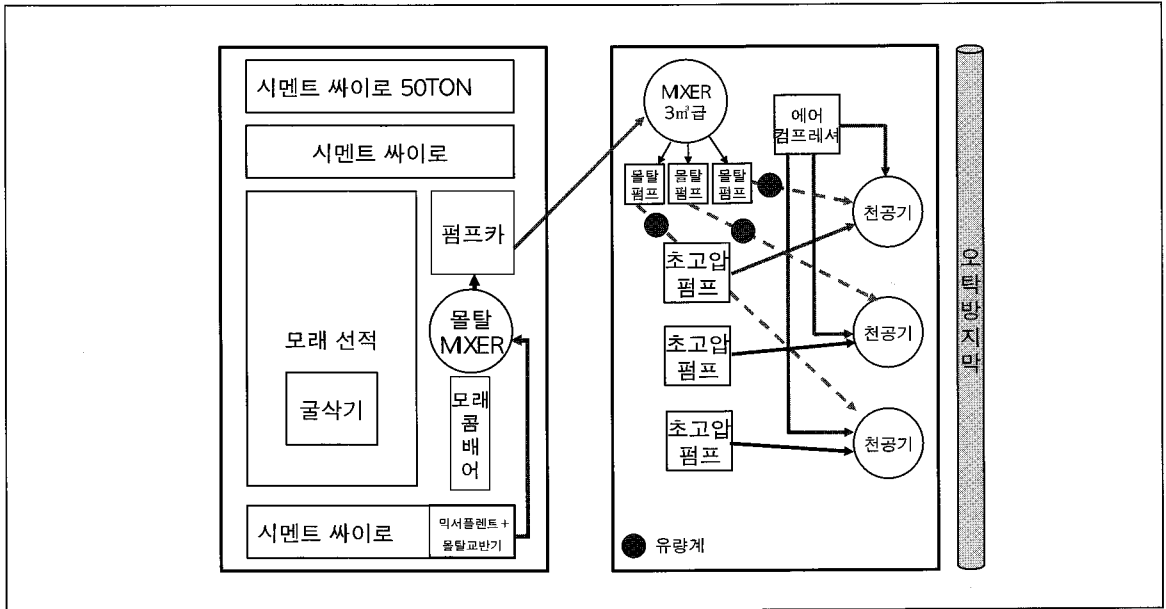 시멘트 싸이로 50TON
시멘트 싸이로
모래 선적
굴삭기
펌프카
몰탈
MIXER
모래
콤
배
어
시멘트 싸이로
믹서플렌트+
몰탈교반기
MIXER
3㎥급
몰탈
펌프
몰탈
펌프
몰탈
펌프
에어
컴프레셔
천공기
초고압
펌프
천공기
초고압
펌프
천공기
초고압
펌프
유량계
오탁방지막